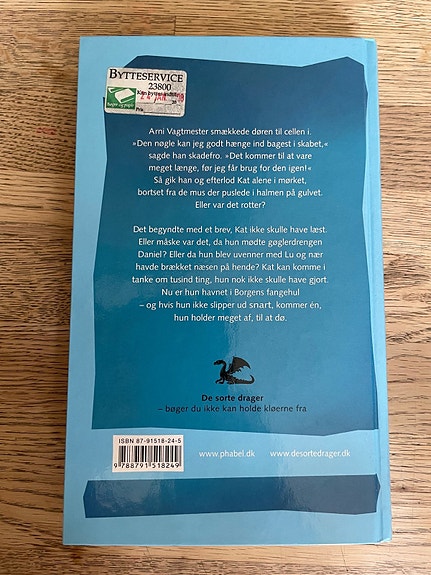 BYTTESERVICE
23800
Kan byttes indtil
bøger og papir
Pris
Arni Vagtmester smækkede døren til cellen i.
»Den nøgle kan jeg godt hænge ind bagest i skabet,«
sagde han skadefro. »Det kommer til at vare
meget længe, før jeg får brug for den igen!«
Så gik han og efterlod Kat alene i mørket,
bortset fra de mus der puslede i halmen på gulvet.
Eller var det rotter?
Det begyndte med et brev, Kat ikke skulle have læst.
Eller måske var det, da hun mødte gøglerdrengen
Daniel? Eller da hun blev uvenner med Lu og nær
havde brækket næsen på hende? Kat kan komme i
tanke om tusind ting, hun nok ikke skulle have gjort.
Nu er hun havnet i Borgens fangehul
– og hvis hun ikke slipper ud snart, kommer én,
hun holder meget af, til at dø.
De sorte drager
– bøger du ikke kan holde kløerne fra
ISBN 87-91518-24-5
9 788791 518249
www.phabel.dk
www.desortedrager.dk